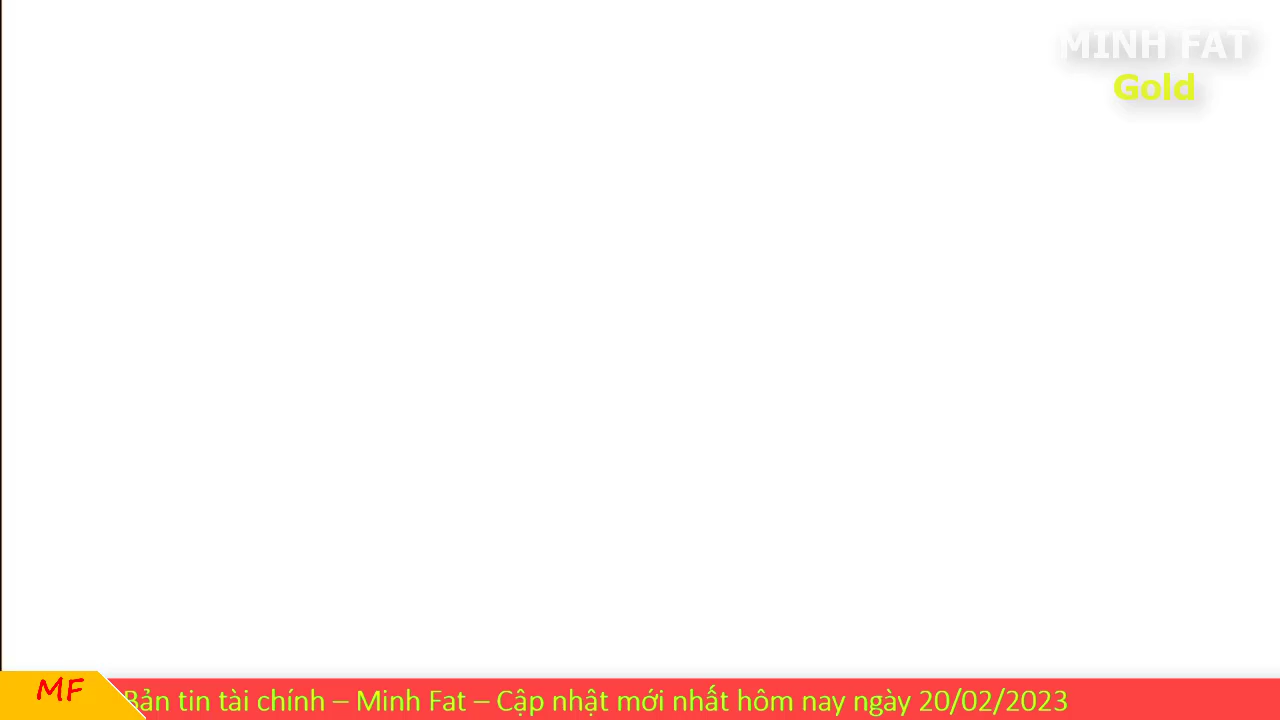 MINH FAT
Gold
MF
Bản tin tài chính – Minh Fat – Cập nhật mới nhất hôm nay ngày 20/02/2023